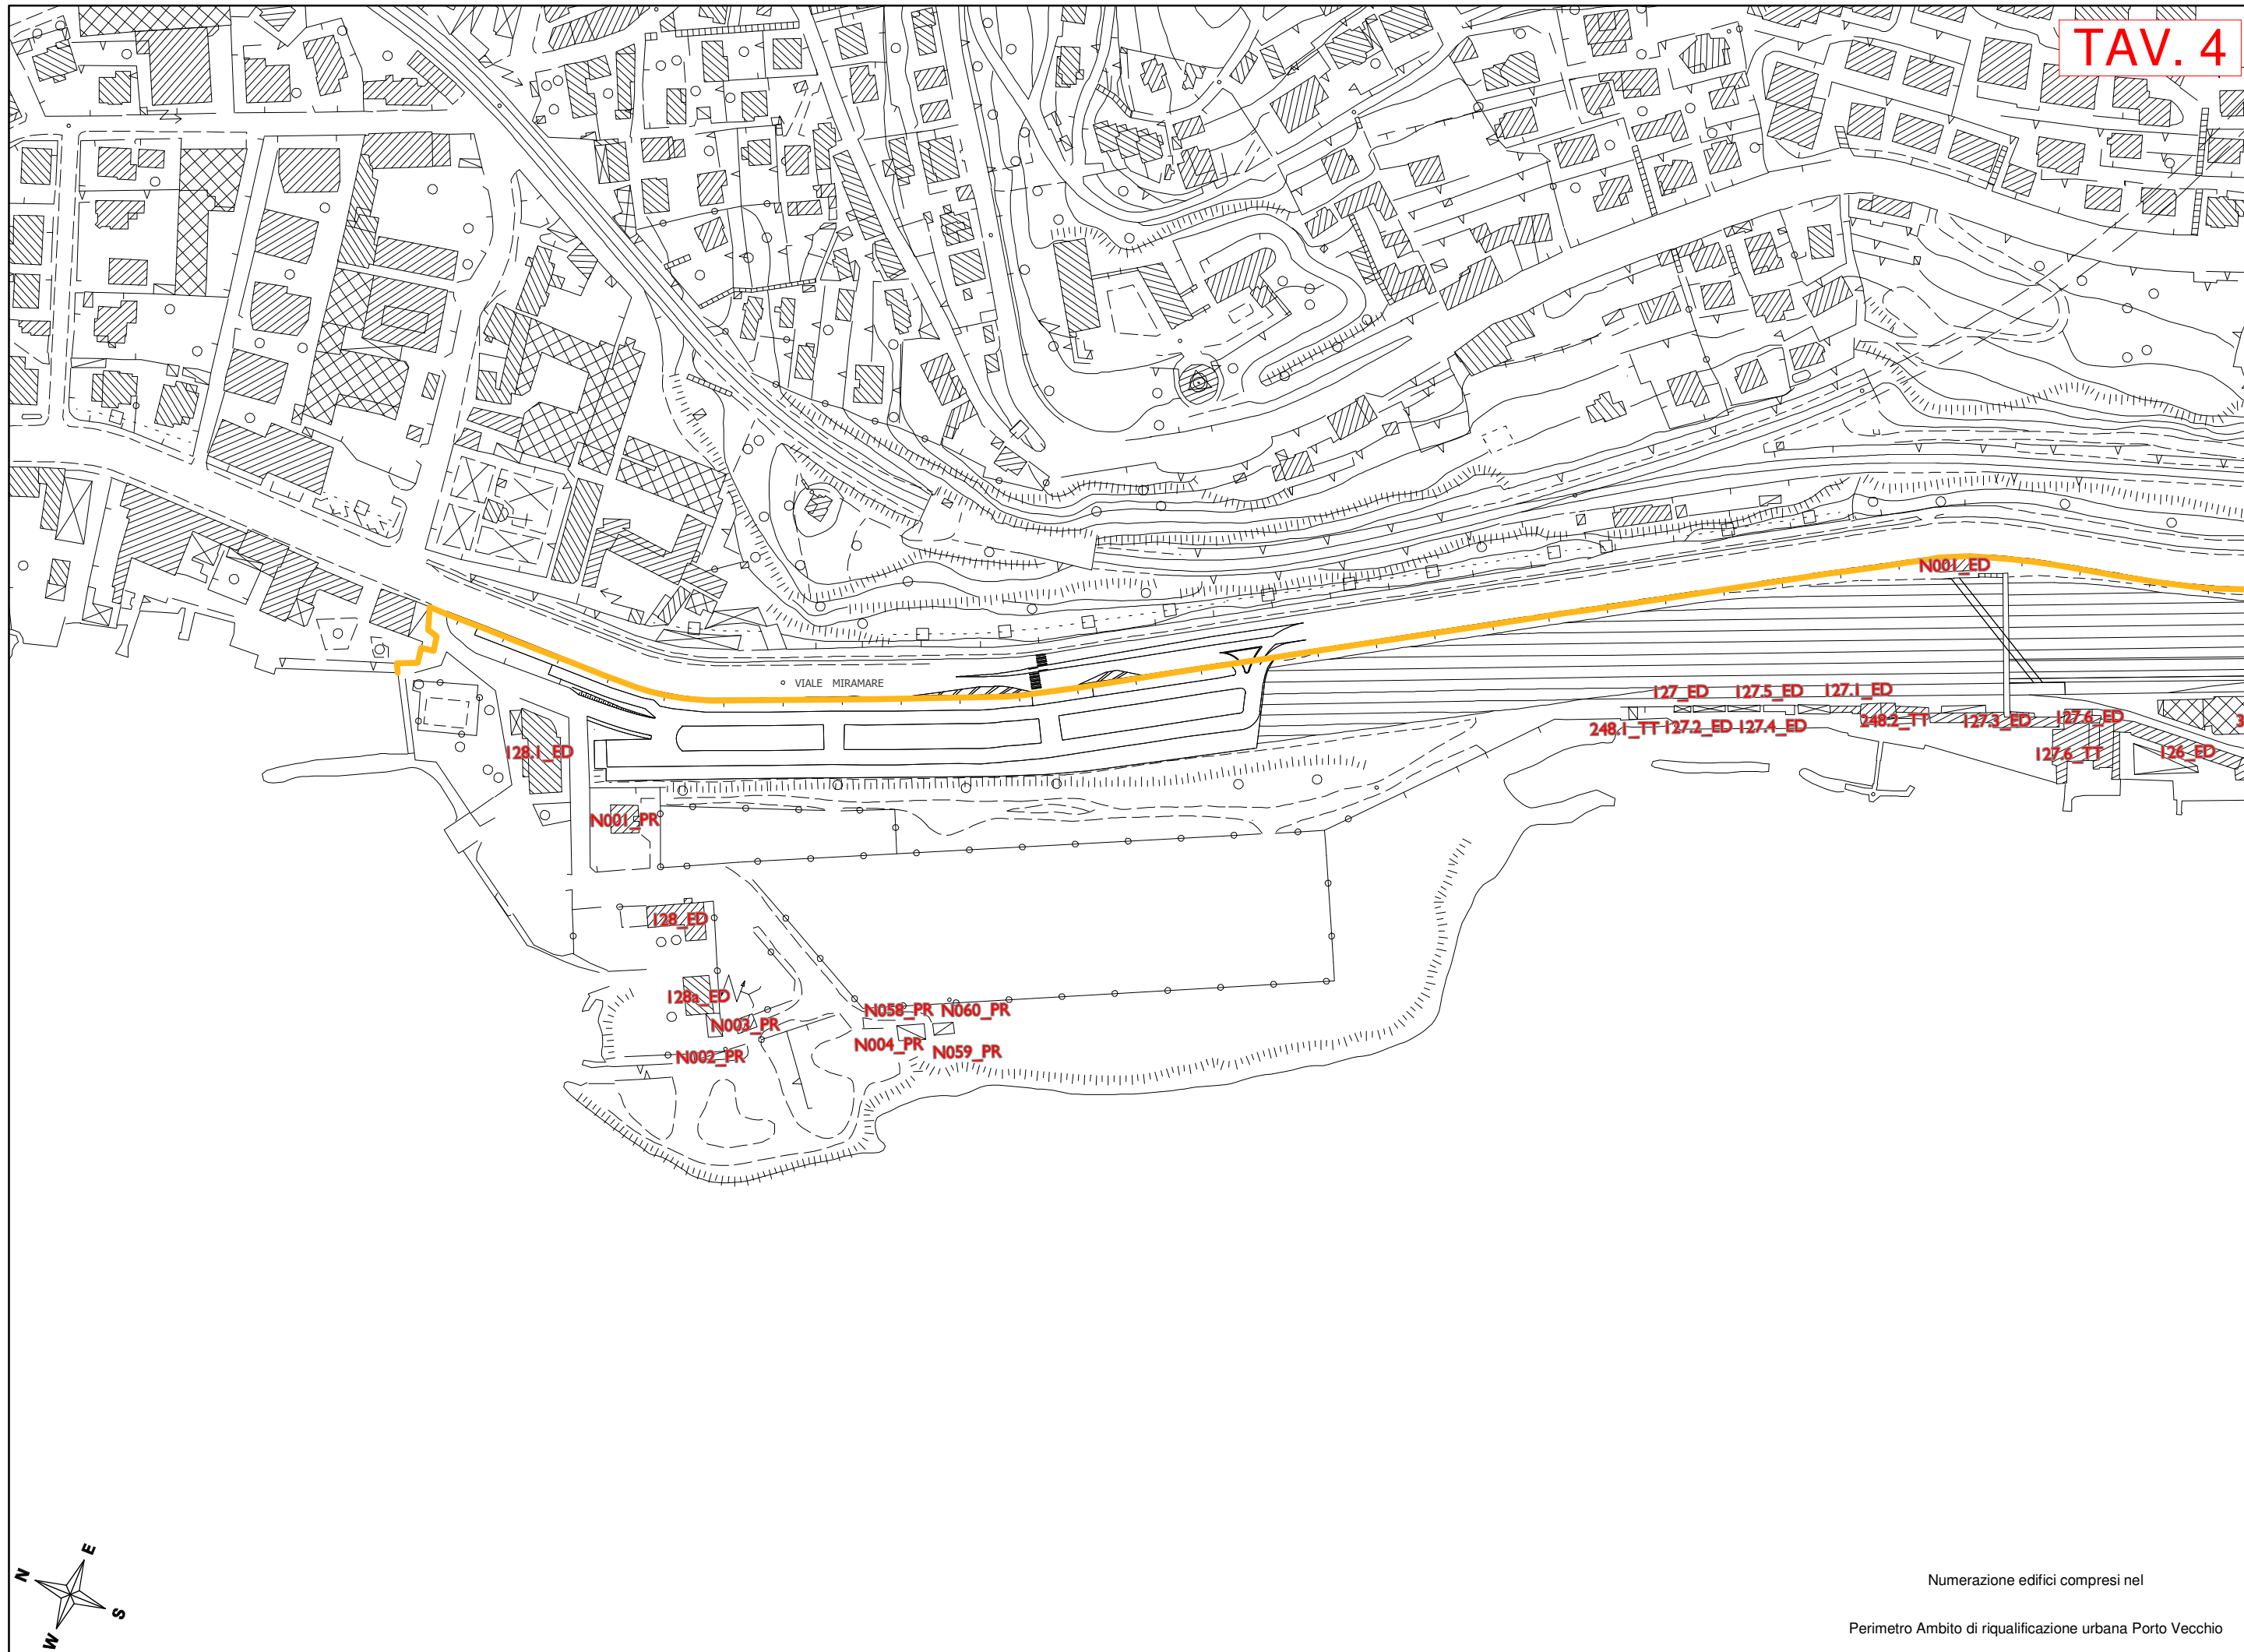 TAV. 4
N001_ED
VIALE MIRAMARE
127_ED
127.5_ED
127.1_ED
248.1_TT
127.2_ED
127.4_ED
248.2_TT
127.3_ED
127.6_ED
3
127.6_TT
126_ED
128.1_ED
N001_PR
128_ED
128a_ED
N003_PR
N002_PR
N058_PR
N060_PR
N004_PR
N059_PR
N
E
S
W
Numerazione edifici compresi nel
Perimetro Ambito di riqualificazione urbana Porto Vecchio